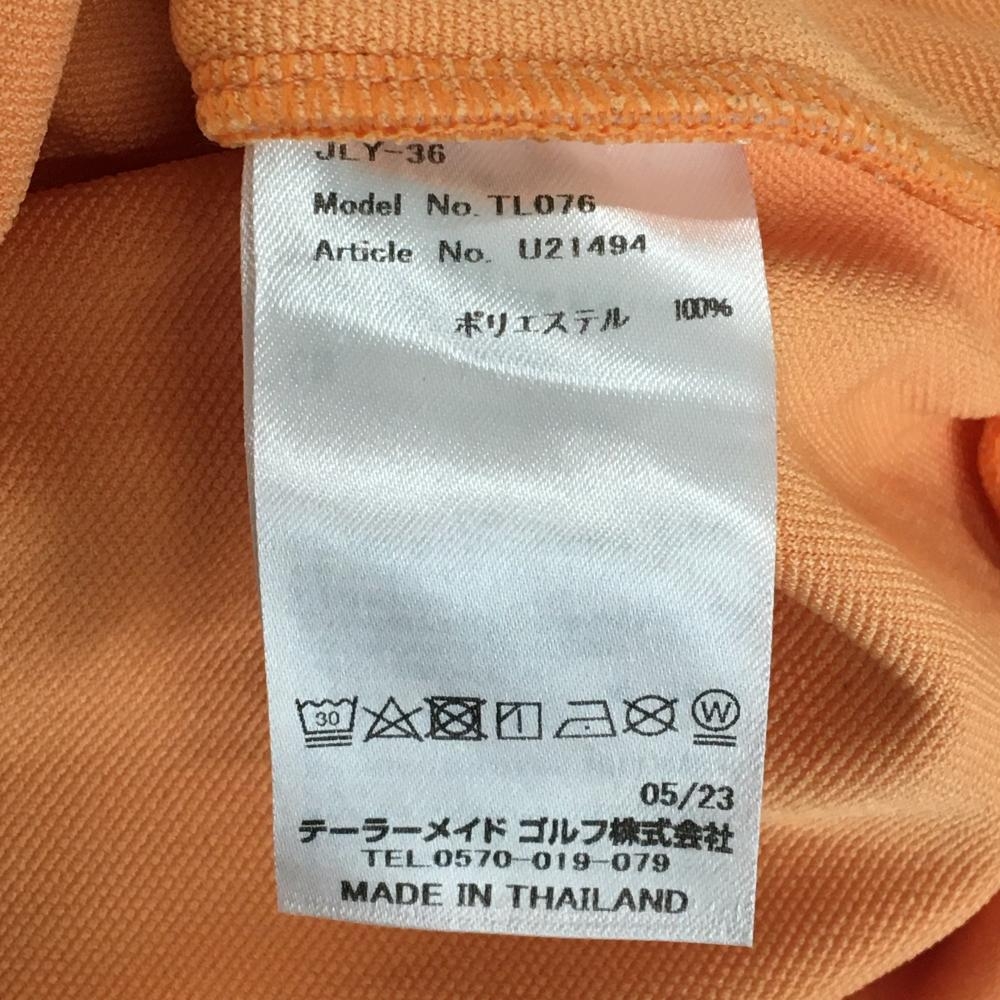 JLY-36
Model No. TL076
Article No. U21494
ポリエステル 100%
30 W
05/23
テーラーメイド ゴルフ株式会社
TEL.0570-019-079
MADE IN THAILAND